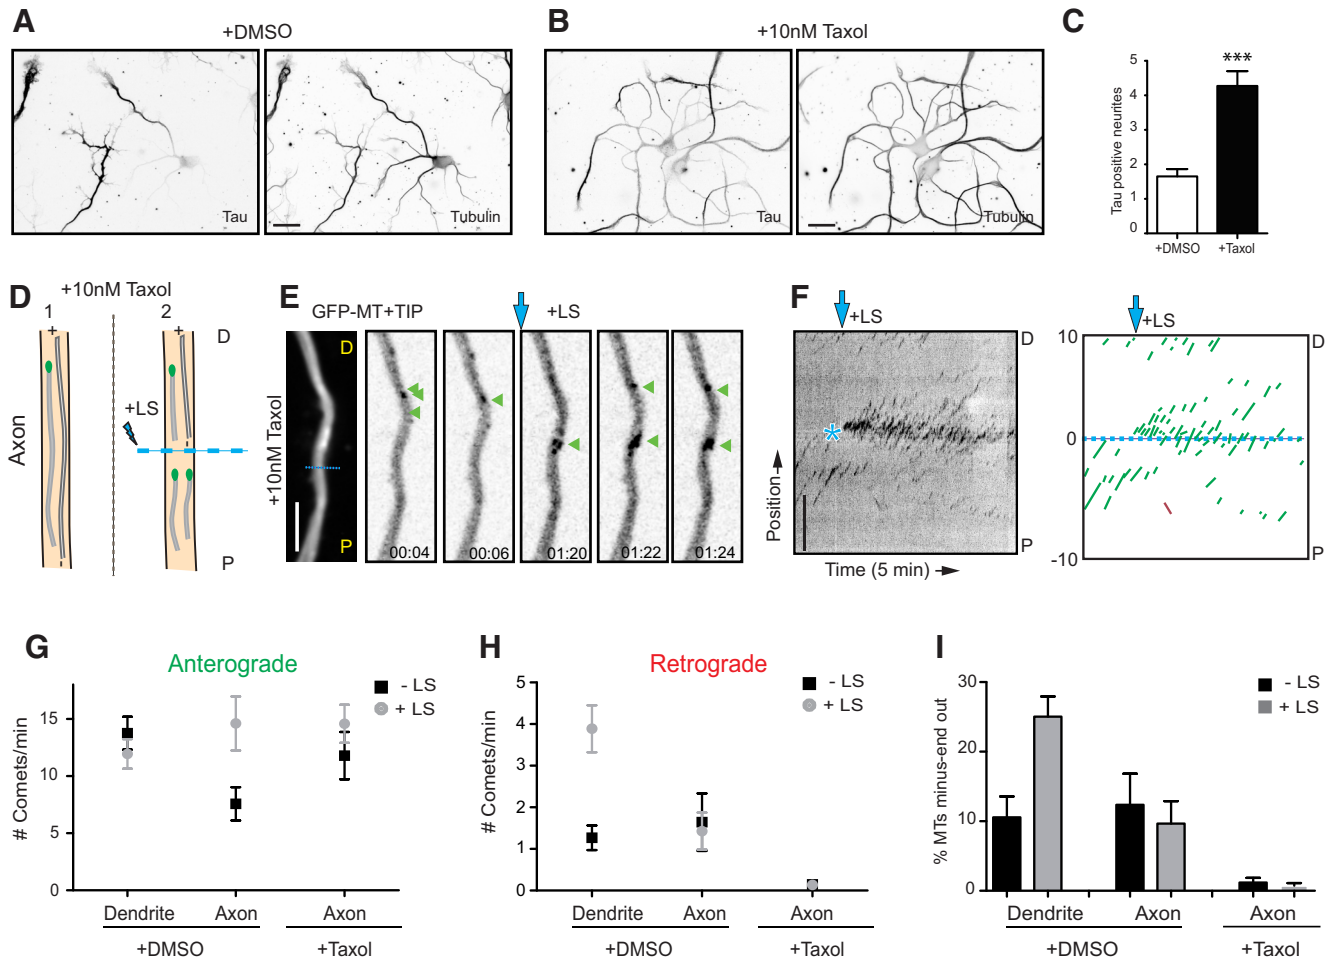 A
+DMSO
Tau
Tubulin
B
+10nM Taxol
Tau
Tubulin
C
Tau positive neurites
5
4
3
2
1
0
***
+DMSO
+Taxol
D
+10nM Taxol
1
2
+
+
D
+LS
Axon
P
E
GFP-MT+TIP
+LS
+10nM Taxol
D
P
00:04
00:06
01:20
01:22
01:24
F
+LS
D
*
Position
P
Time (5 min)
+LS
10
D
0
-10
P
G
Anterograde
- LS
+ LS
# Comets/min
15
10
5
0
Dendrite
Axon
Axon
+DMSO
+Taxol
H
Retrograde
- LS
+ LS
# Comets/min
5
4
3
2
1
0
Dendrite
Axon
Axon
+DMSO
+Taxol
I
- LS
+ LS
% MTs minus-end out
30
20
10
0
Dendrite
Axon
Axon
+DMSO
+Taxol